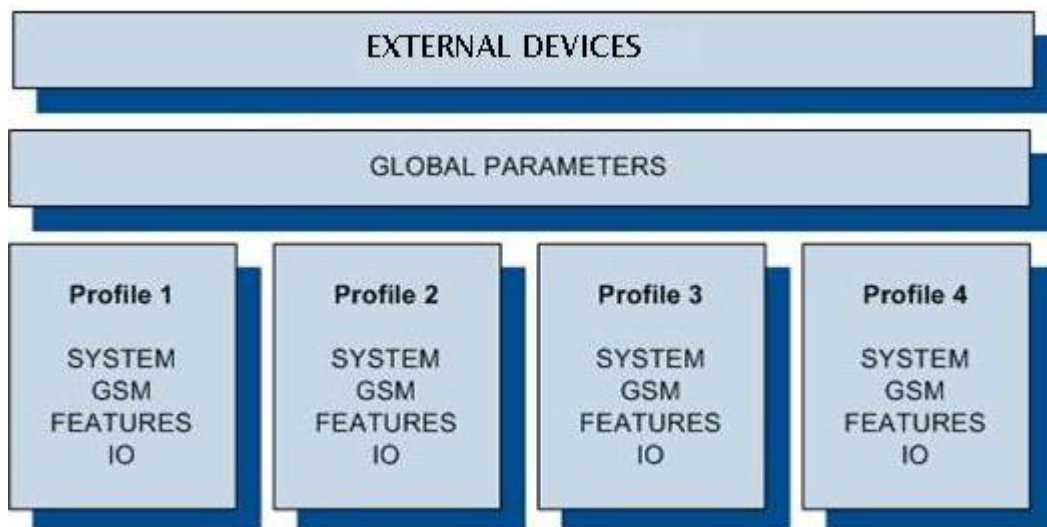 EXTERNAL DEVICES
GLOBAL PARAMETERS
Profile 1
SYSTEM
GSM
FEATURES
IO
Profile 2
SYSTEM
GSM
FEATURES
IO
Profile 3
SYSTEM
GSM
FEATURES
IO
Profile 4
SYSTEM
GSM
FEATURES
IO